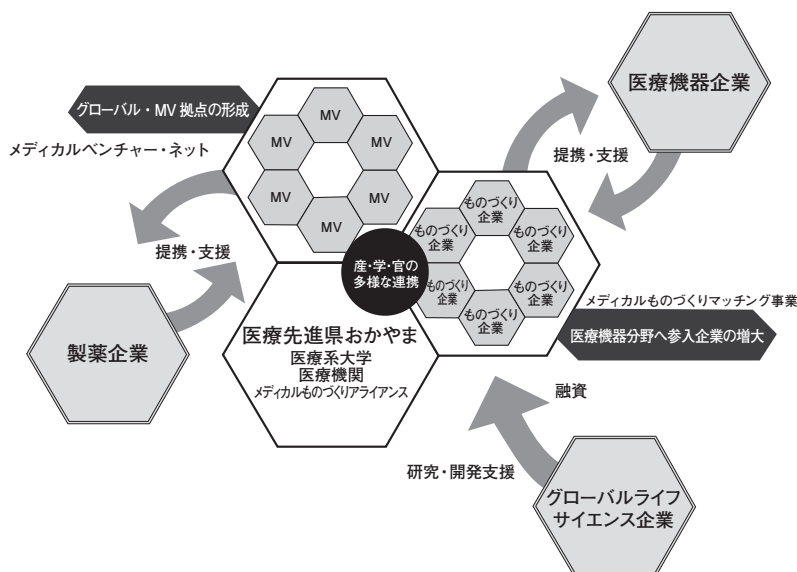 医療機器企業
グローバル・MV 拠点の形成
メディカルベンチャー・ネット
MV
MV
MV
MV
MV
MV
提携・支援
提携・支援
製薬企業
ものづくり
企業
ものづくり
企業
ものづくり
企業
ものづくり
企業
ものづくり
企業
ものづくり
企業
産・学・官の
多様な連携
医療先進県おかやま
医療系大学
医療機関
メディカルものづくりアライアンス
メディカルものづくりマッチング事業
医療機器分野へ参入企業の増大
融資
研究・開発支援
グローバルライフ
サイエンス企業